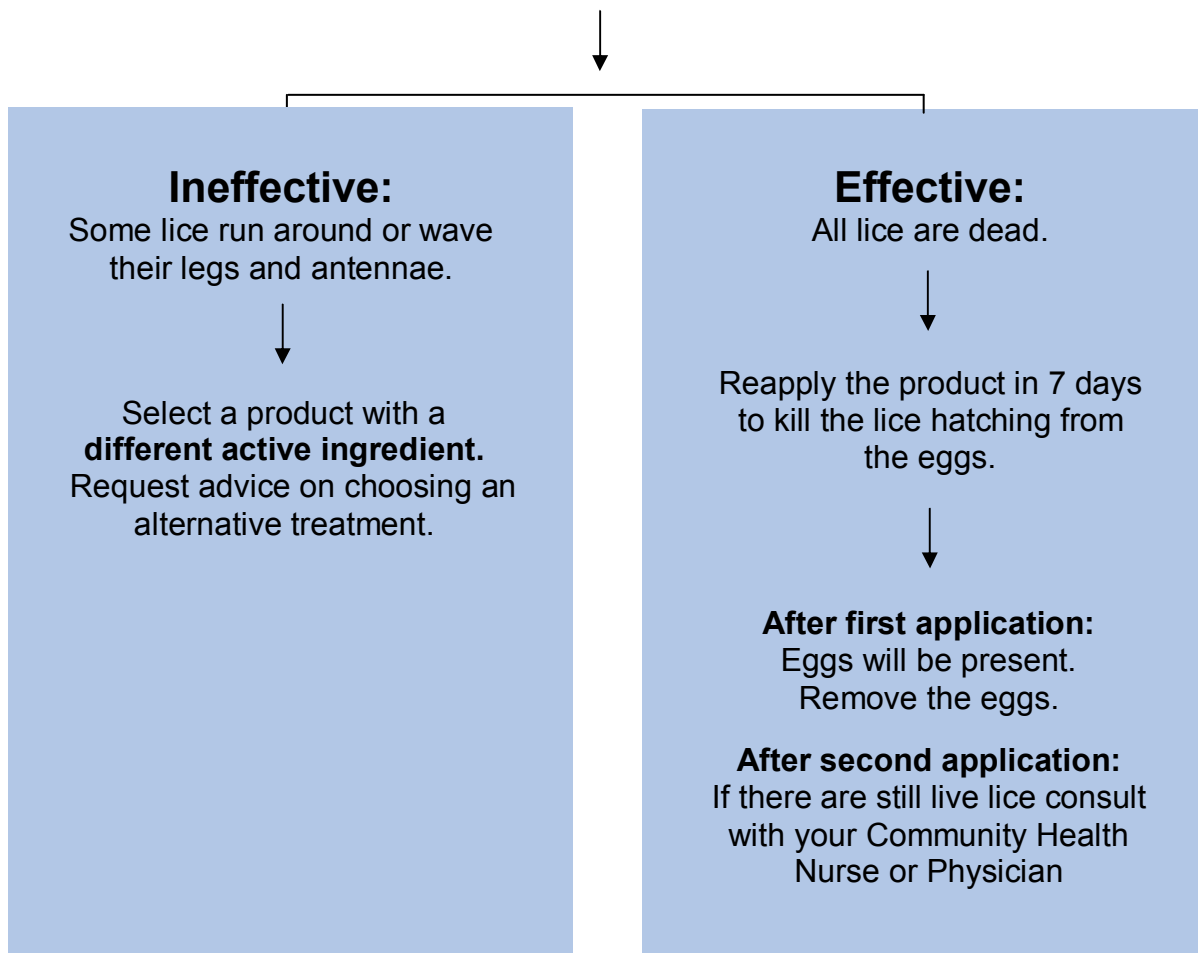 Ineffective:
Some lice run around or wave
their legs and antennae.
Select a product with a
different active ingredient.
Request advice on choosing an
alternative treatment.
Effective:
All lice are dead.
Reapply the product in 7 days
to kill the lice hatching from
the eggs.
After first application:
Eggs will be present.
Remove the eggs.
After second application:
If there are still live lice consult
with your Community Health
Nurse or Physician